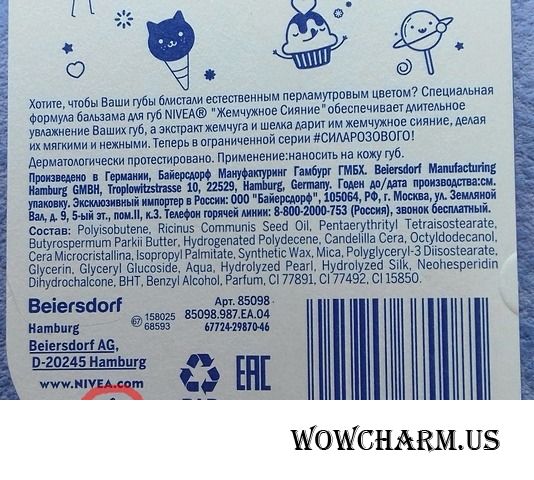 Хотите, чтобы Ваши губы блистали естественным перламутровым цветом? Специальная
формула бальзама для губ NIVEA® "Жемчужное Сияние" обеспечивает длительное
увлажнение Ваших губ, а экстракт жемчуга и шелка дарит им жемчужное сияние, делая
их мягкими и нежными. Теперь в ограниченной серии #СИЛАРОЗОВОГО!
Дерматологически протестировано. Применение:наносить на кожу губ.
Произведено в Германии, Байерсдорф Мануфактуринг Гамбург ГМБХ. Beiersdorf Manufacturing
Hamburg GMBH, Troplowitzstrasse 10, 22529, Hamburg, Germany. Годен до/дата производства:см.
упаковку. Эксклюзивный импортер в России: ООО "Байерсдорф", 105064, РФ, г. Москва, ул. Земляной
Вал, д. 9, 5-ый эт., пом.II, к.3. Телефон горячей линии: 8-800-2000-753 (Россия), звонок бесплатный.
Состав: Polyisobutene, Ricinus Communis Seed Oil, Pentaerythrityl Tetraisostearate,
Butyrospermum Parkii Butter, Hydrogenated Polydecene, Candelilla Cera, Octyldodecanol,
Cera Microcristallina, Isopropyl Palmitate, Synthetic Wax, Mica, Polyglyceryl-3 Diisostearate,
Glycerin, Glyceryl Glucoside, Aqua, Hydrolyzed Pearl, Hydrolyzed Silk, Neohesperidin
Dihydrochalcone, BHT, Benzyl Alcohol, Parfum, CI 77891, CI 77492, CI 15850.
Beiersdorf
Hamburg
Beiersdorf AG,
D-20245 Hamburg
www.NIVEA.com
67 158025
68593
Арт. 85098
85098.987.EA.04
67724-29870-46
EAC
WOWCHARM.US